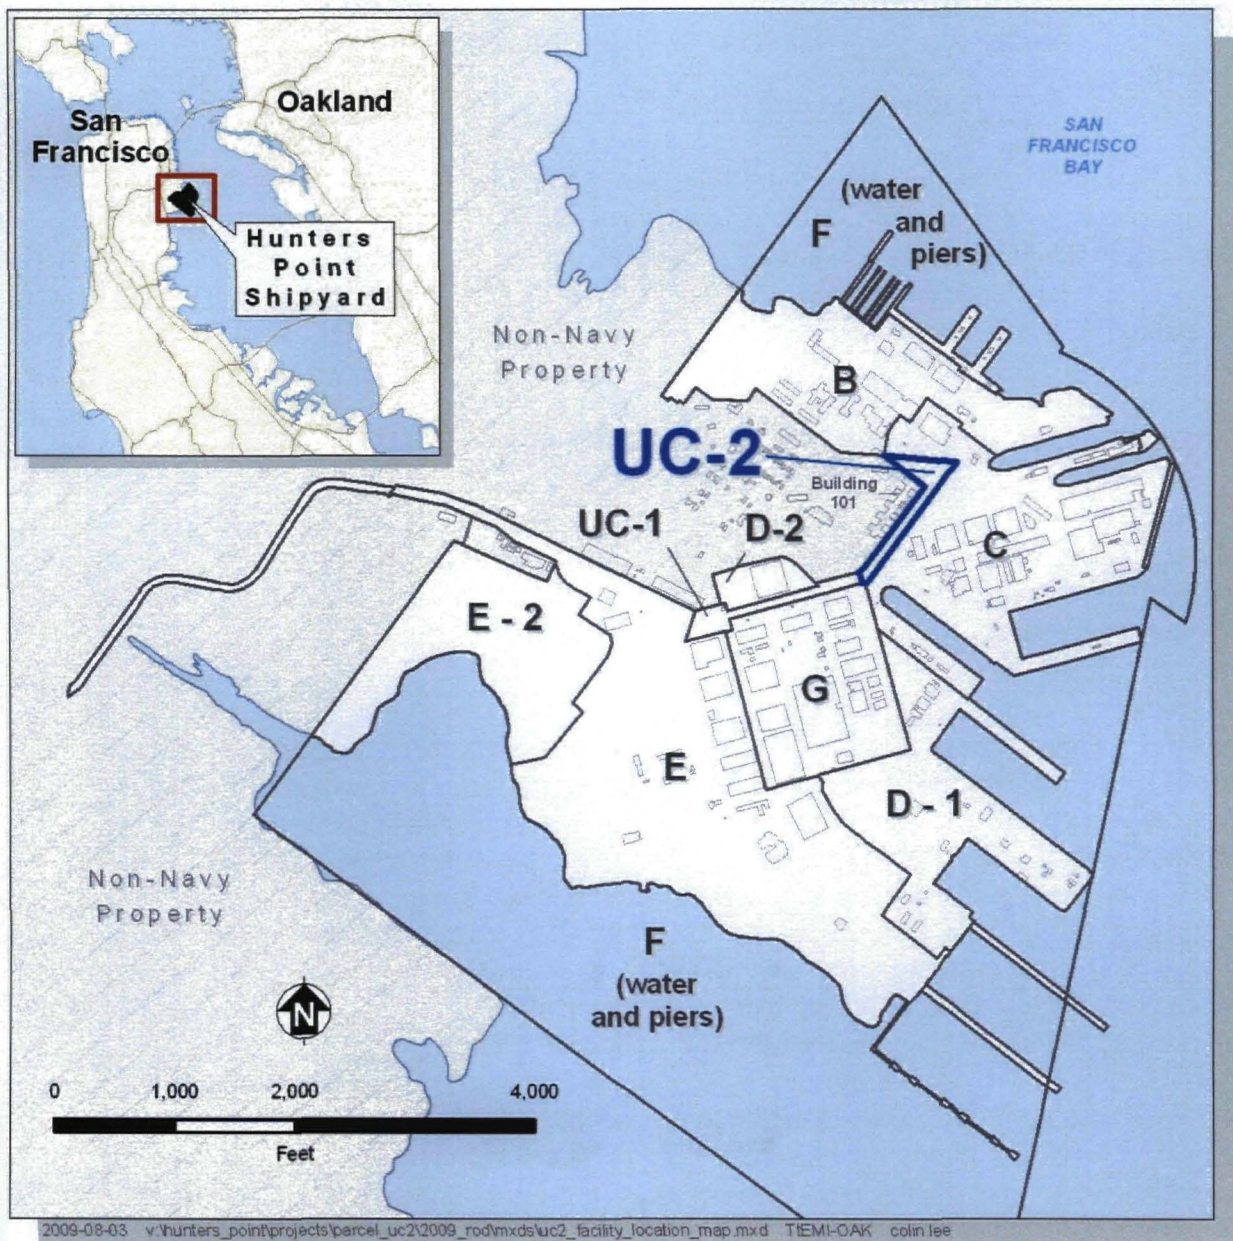 Oakland
San
Francisco
Hunters
Point
Shipyard
SAN
FRANCISCO
BAY
F
(water
and
piers)
Non-Navy
Property
B
UC-2
Building
101
UC-1
D-2
C
E - 2
G
E
D - 1
Non-Navy
Property
F
(water
and piers)
N
0 1,000 2,000 4,000
Feet
2009-08-03 v:\hunters_point\projects\parcel_uc2\2009_rod\mxds\uc2_facility_location_map.mxd TtEMI-OAK colin.lee